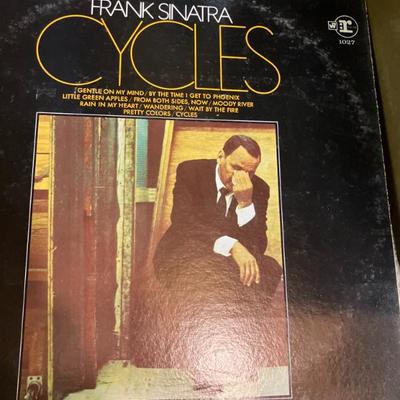 FRANK SINATRA
CYCLES
GENTLE ON MY MIND/BY THE TIME I GET TO PHOENIX
LITTLE GREEN APPLES/FROM BOTH SIDES, NOW/MOODY RIVER
RAIN IN MY HEART/WANDERING/WAIT BY THE FIRE
PRETTY COLORS/CYCLES
r
1027